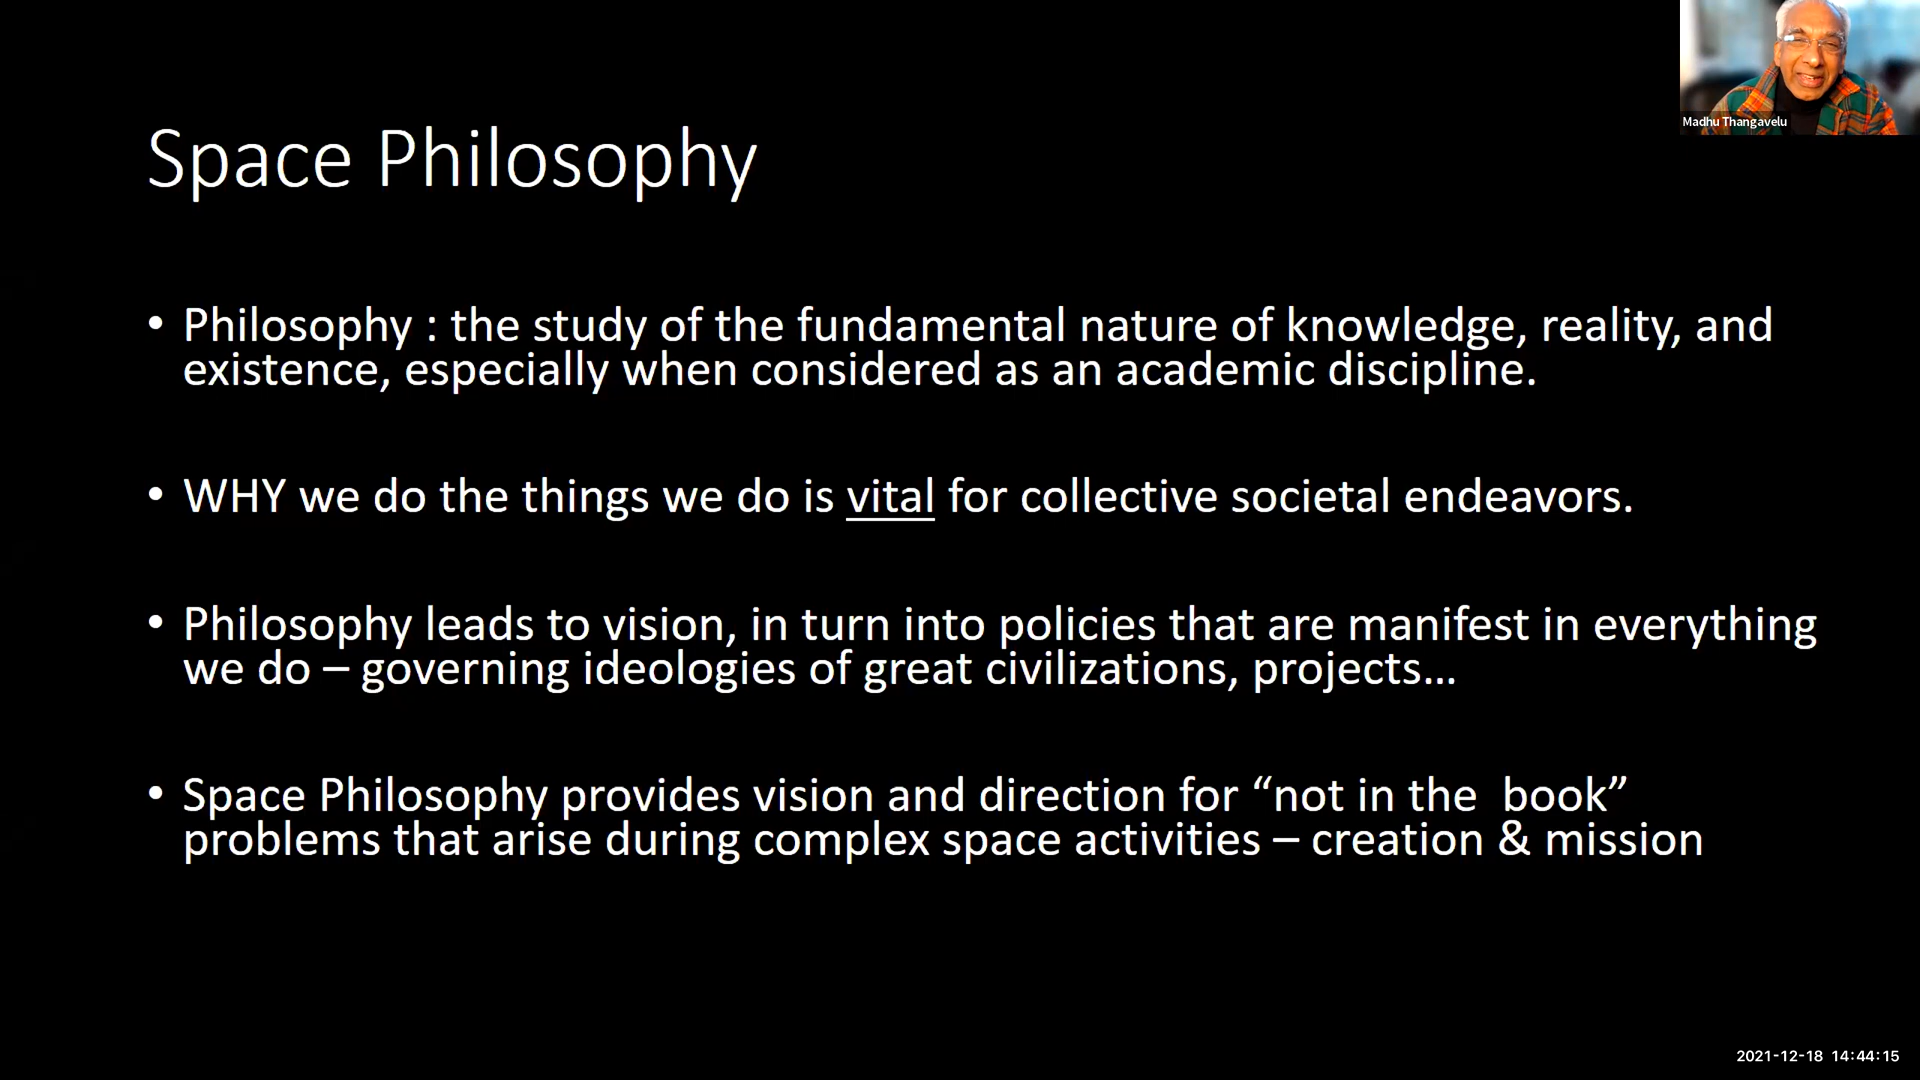 Madhu Thangavelu
Space Philosophy
• Philosophy : the study of the fundamental nature of knowledge, reality, and
existence, especially when considered as an academic discipline.
• WHY we do the things we do is vital for collective societal endeavors.
• Philosophy leads to vision, in turn into policies that are manifest in everything
we do – governing ideologies of great civilizations, projects…
• Space Philosophy provides vision and direction for “not in the  book”
problems that arise during complex space activities – creation & mission
2021-12-18 14:44:15